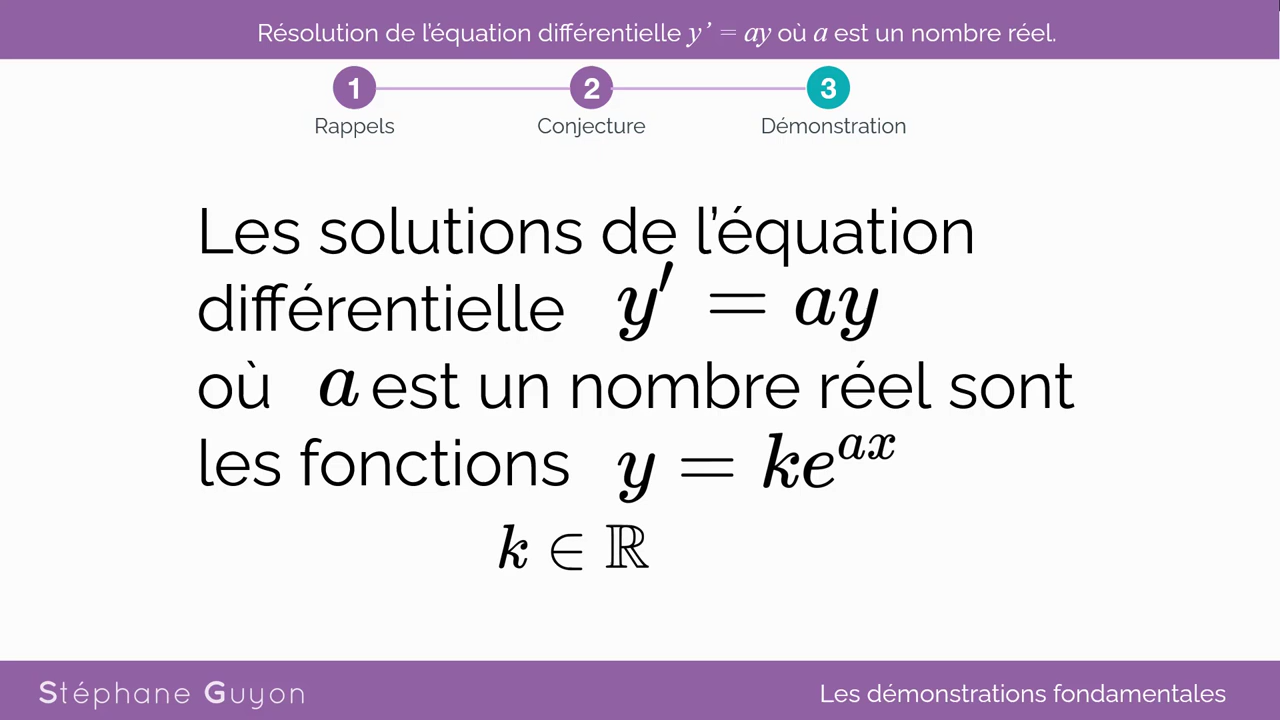 Résolution de l’équation différentielle y’ = ay où a est un nombre réel.
1 2 3
Rappels Conjecture Démonstration
Les solutions de l’équation
différentielle y′ = ay
où a est un nombre réel sont
les fonctions y = ke^{ax}
k ∈ ℝ
Stéphane Guyon Les démonstrations fondamentales